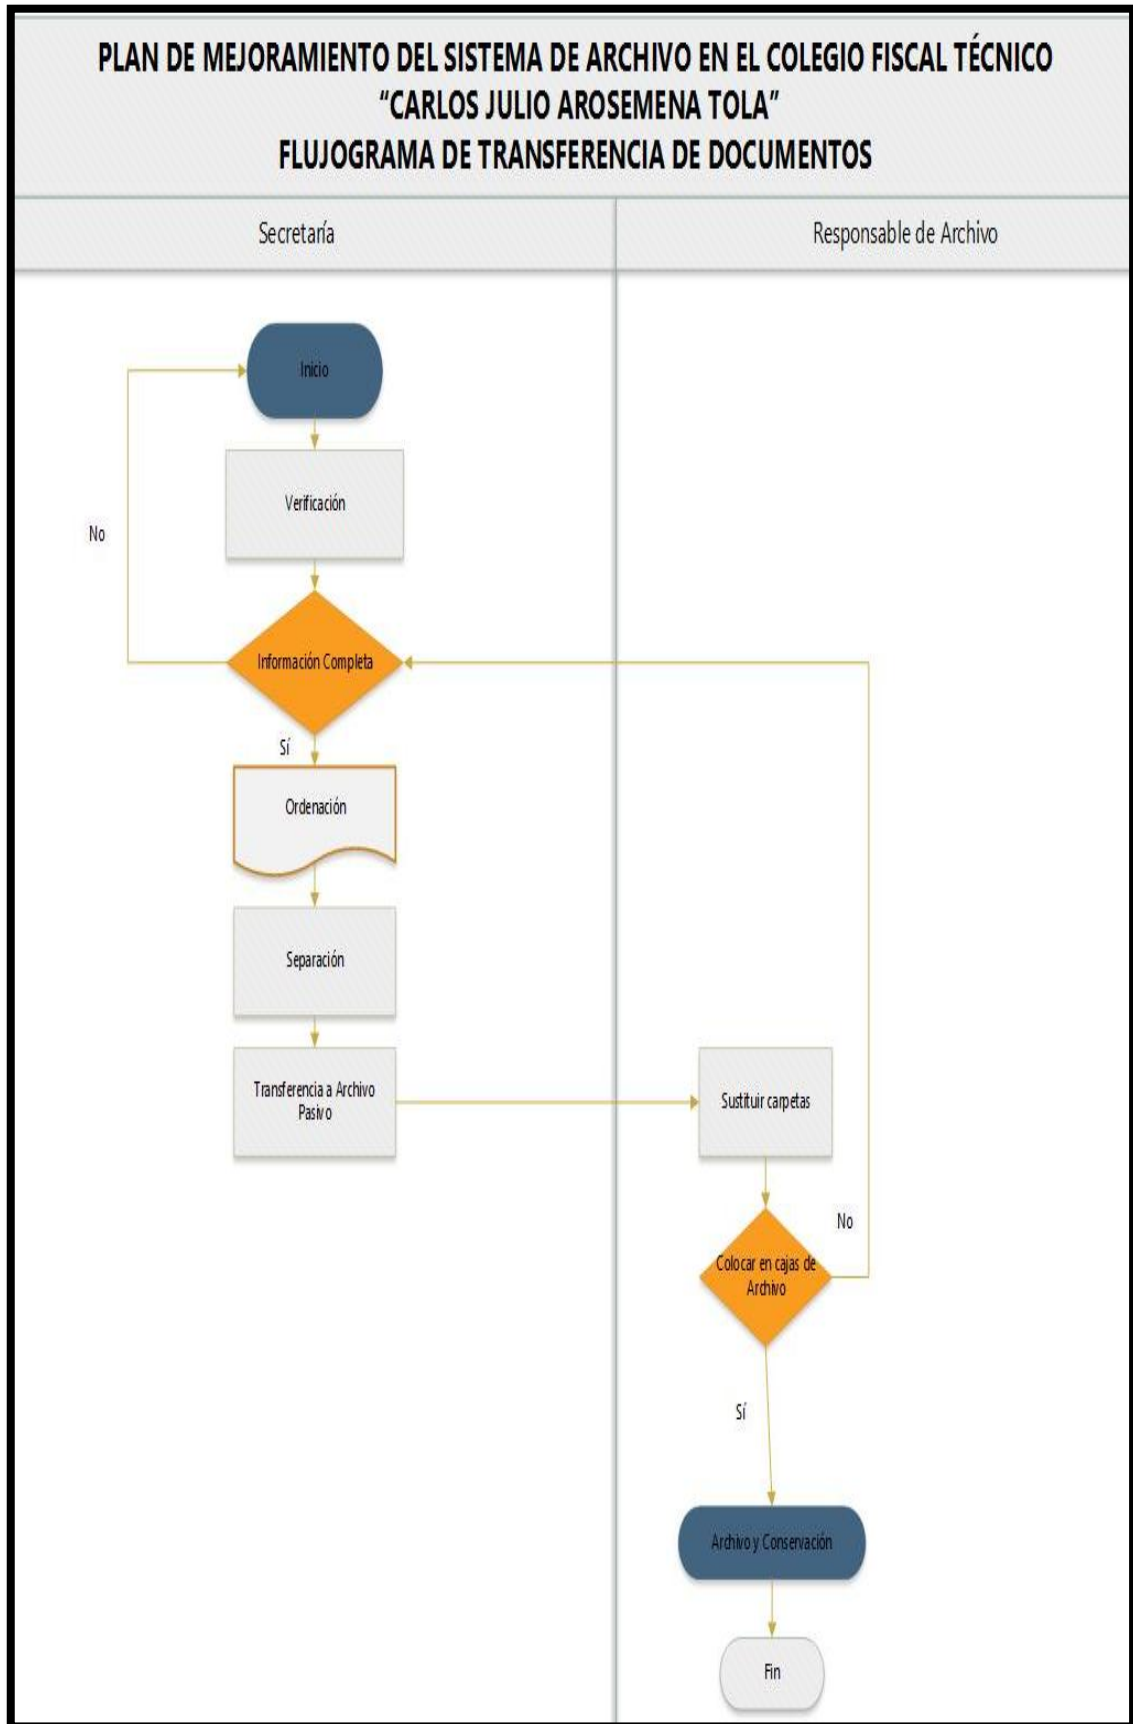 PLAN DE MEJORAMIENTO DEL SISTEMA DE ARCHIVO EN EL COLEGIO FISCAL TÉCNICO
“CARLOS JULIO AROSEMENA TOLA”
FLUJOGRAMA DE TRANSFERENCIA DE DOCUMENTOS
Secretaría
Responsable de Archivo
Inicio
Verificación
No
Información Completa
Sí
Ordenación
Separación
Transferencia a Archivo
Pasivo
Sustituir carpetas
No
Colocar en cajas de
Archivo
Sí
Archivo y Conservación
Fin